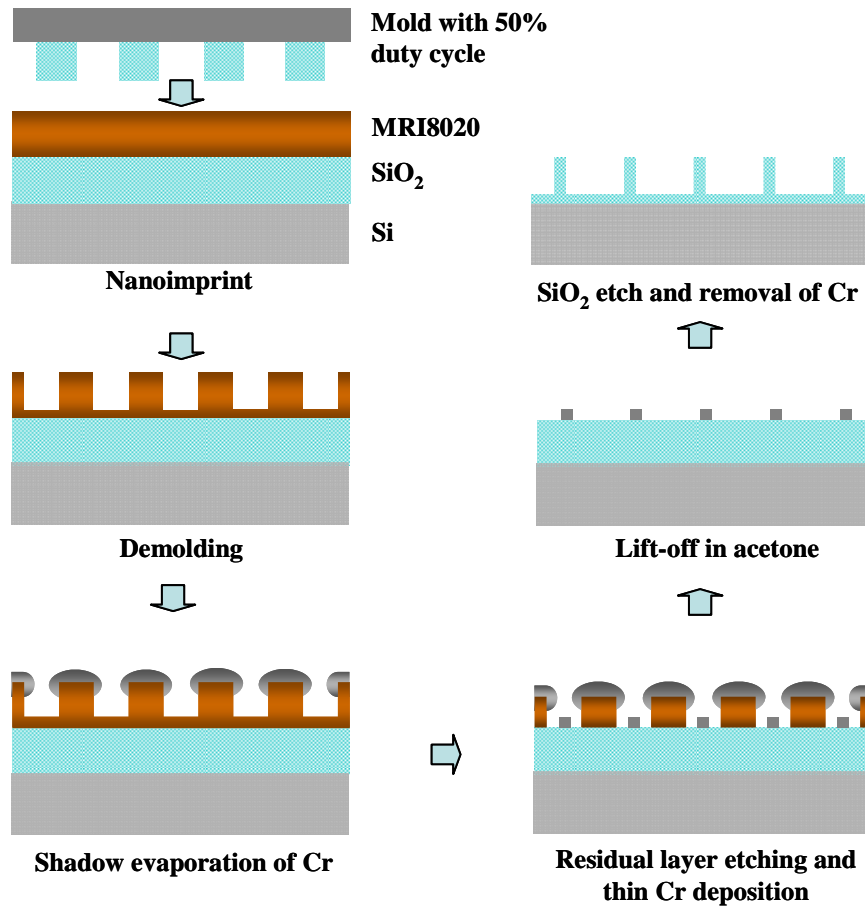 Mold with 50%
duty cycle
MRI8020
SiO₂
Si
Nanoimprint
Demolding
Shadow evaporation of Cr
Residual layer etching and
thin Cr deposition
Lift-off in acetone
SiO₂ etch and removal of Cr